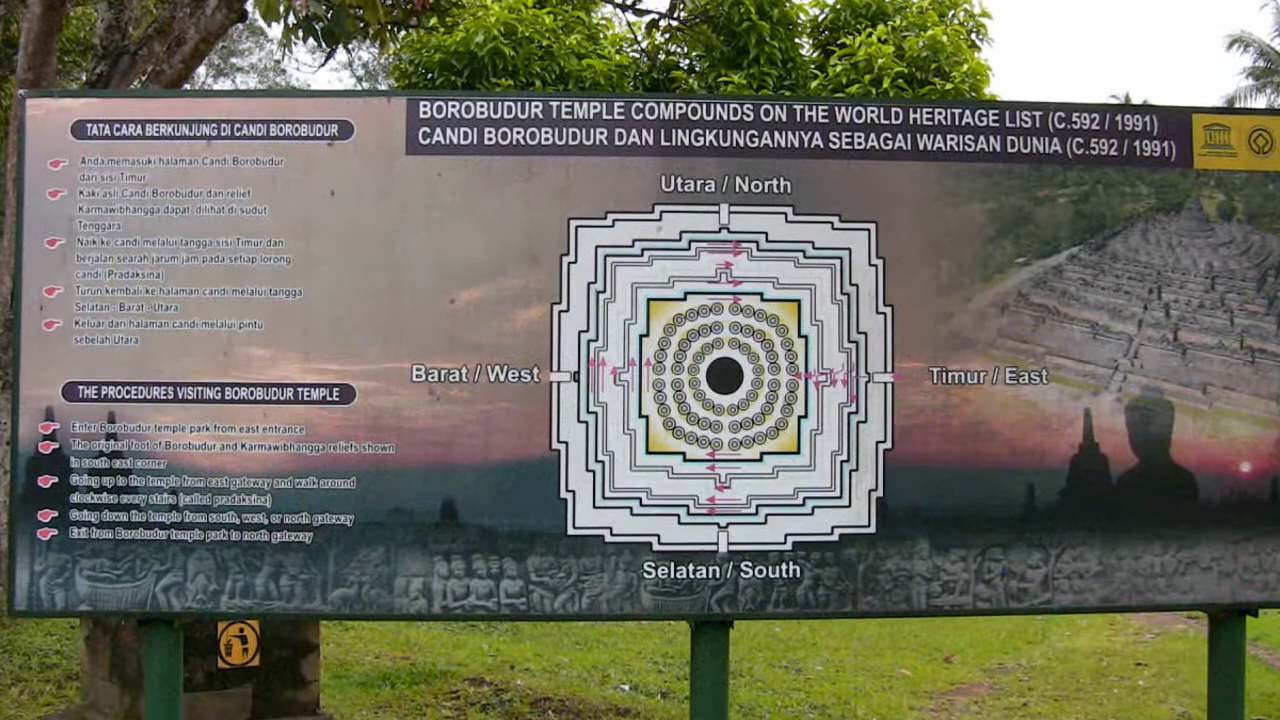 TATA CARA BERKUNJUNG DI CANDI BOROBUDUR
Anda memasuki halaman Candi Borobudur
dari sisi Timur
Kaki asli Candi Borobudur dan relief
Karmawibhangga dapat dilihat di sudut
Tenggara
Naik ke candi melalui tangga sisi Timur dan
berjalan searah jarum jam pada setiap lorong
candi (Pradaksina)
Turun kembali ke halaman candi melalui tangga
Selatan - Barat - Utara
Keluar dari halaman candi melalui pintu
sebelah Utara
THE PROCEDURES VISITING BOROBUDUR TEMPLE
Enter Borobudur temple park from east entrance
The original foot of Borobudur and Karmawibhangga reliefs shown
in south east corner
Going up to the temple from east gateway and walk around
clockwise every stairs (called pradaksina)
Going down the temple from south, west, or north gateway
Exit from Borobudur temple park to north gateway
BOROBUDUR TEMPLE COMPOUNDS ON THE WORLD HERITAGE LIST (C.592 / 1991)
CANDI BOROBUDUR DAN LINGKUNGANNYA SEBAGAI WARISAN DUNIA (C.592 / 1991)
Utara / North
Barat / West
Timur / East
Selatan / South